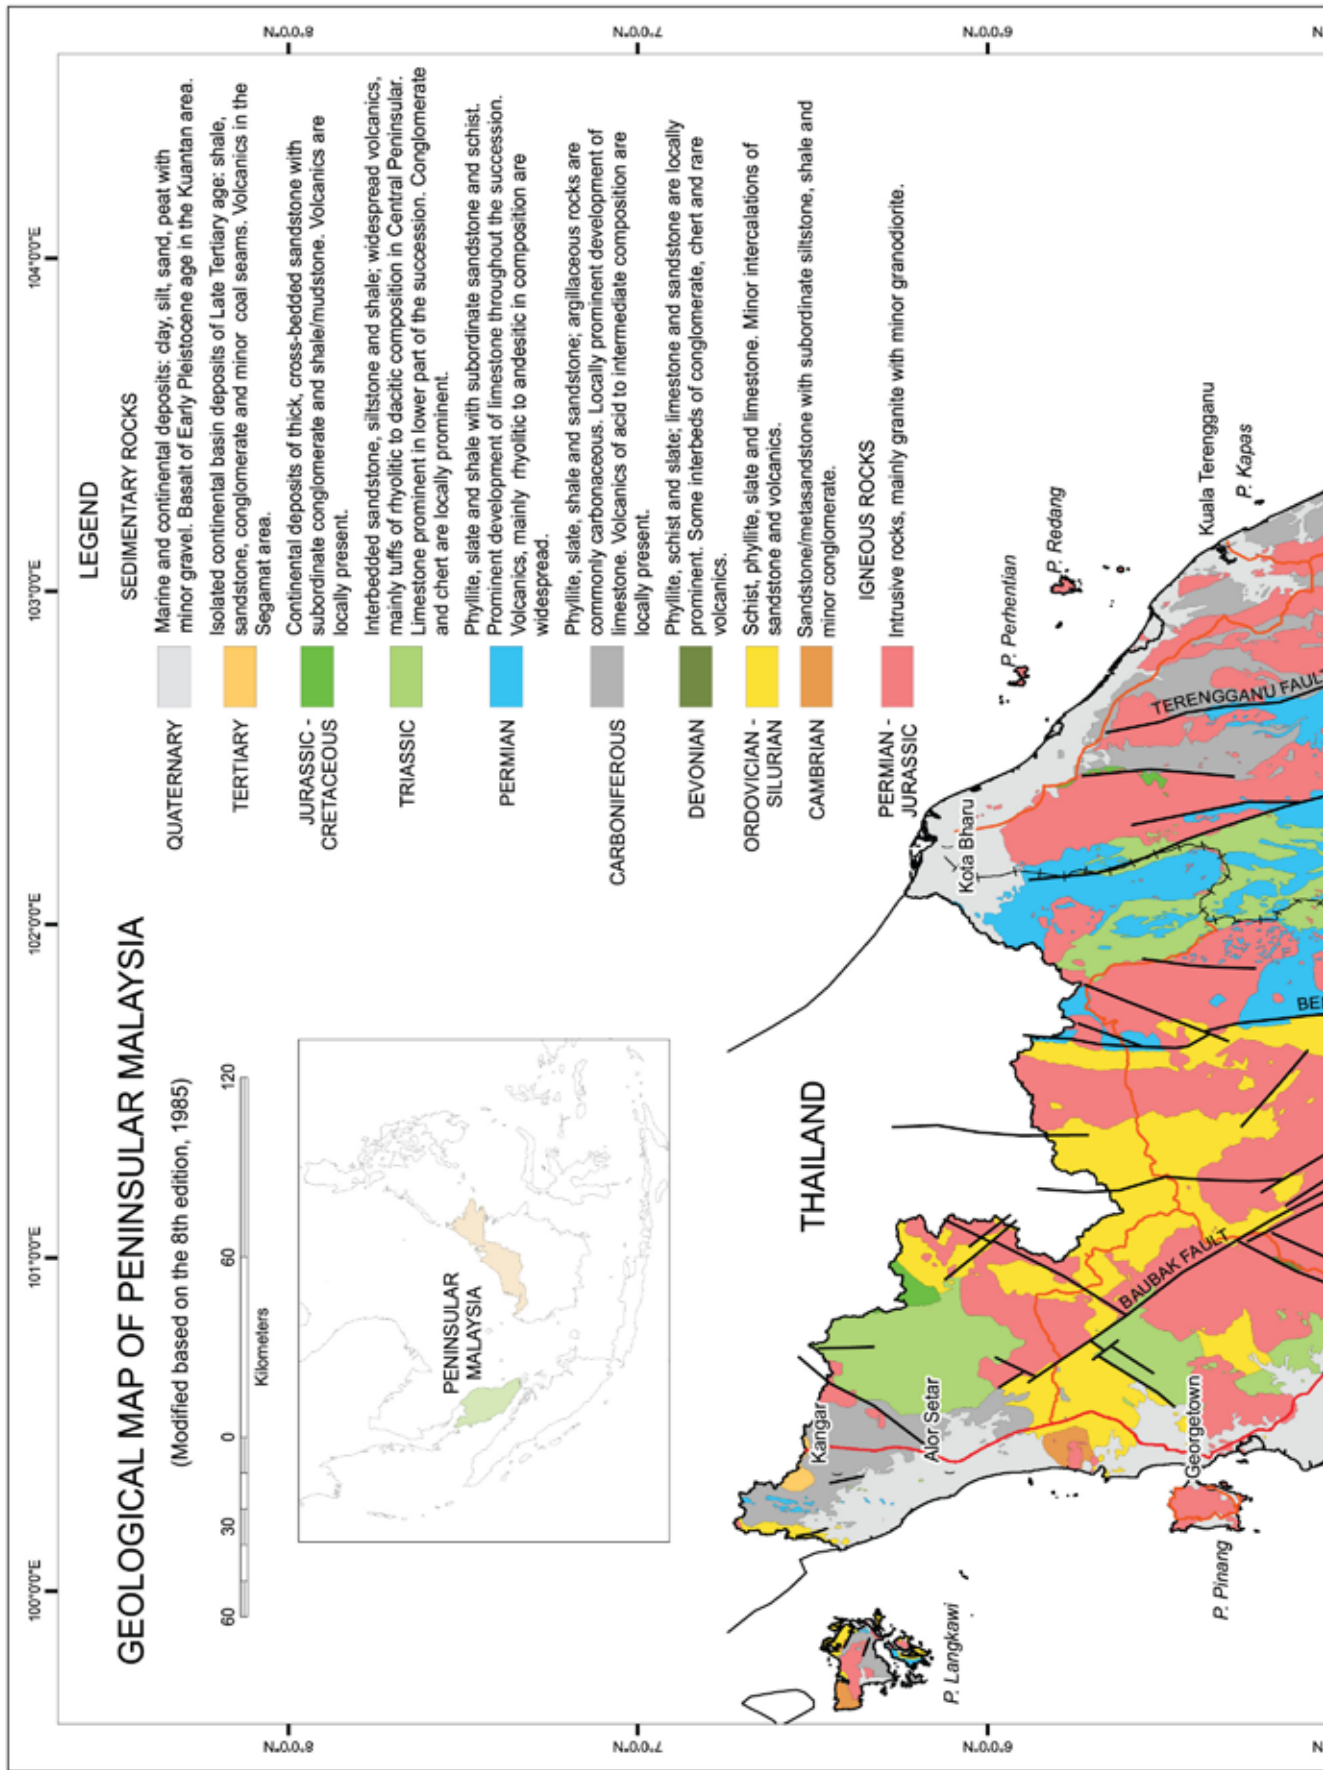 GEOLOGICAL MAP OF PENINSULAR MALAYSIA
(Modified based on the 8th edition, 1985)
60 30 0 60 120
Kilometers
100°0'0"E
101°0'0"E
102°0'0"E
103°0'0"E
104°0'0"E
8°0'0"N
7°0'0"N
6°0'0"N
8°0'0"N
7°0'0"N
6°0'0"N
PENINSULAR
MALAYSIA
LEGEND
SEDIMENTARY ROCKS
QUATERNARY
Marine and continental deposits: clay, silt, sand, peat with
minor gravel. Basalt of Early Pleistocene age in the Kuantan area.
TERTIARY
Isolated continental basin deposits of Late Tertiary age: shale,
sandstone, conglomerate and minor coal seams. Volcanics in the
Segamat area.
JURASSIC -
CRETACEOUS
Continental deposits of thick, cross-bedded sandstone with
subordinate conglomerate and shale/mudstone. Volcanics are
locally present.
TRIASSIC
Interbedded sandstone, siltstone and shale; widespread volcanics,
mainly tuffs of rhyolitic to dacitic composition in Central Peninsular.
Limestone prominent in lower part of the succession. Conglomerate
and chert are locally prominent.
PERMIAN
Phyllite, slate and shale with subordinate sandstone and schist.
Prominent development of limestone throughout the succession.
Volcanics, mainly rhyolitic to andesitic in composition are
widespread.
CARBONIFEROUS
Phyllite, slate, shale and sandstone; argillaceous rocks are
commonly carbonaceous. Locally prominent development of
limestone. Volcanics of acid to intermediate composition are
locally present.
DEVONIAN
Phyllite, schist and slate; limestone and sandstone are locally
prominent. Some interbeds of conglomerate, chert and rare
volcanics.
ORDOVICIAN -
SILURIAN
Schist, phyllite, slate and limestone. Minor intercalations of
sandstone and volcanics.
CAMBRIAN
Sandstone/metasandstone with subordinate siltstone, shale and
minor conglomerate.
IGNEOUS ROCKS
PERMIAN -
JURASSIC
Intrusive rocks, mainly granite with minor granodiorite.
THAILAND
P. Langkawi
Kangar
Alor Setar
P. Pinang
Georgetown
BAUBAK FAULT
Kota Bharu
P. Perhentian
P. Redang
Kuala Terengganu
P. Kapas
TERENGGANU FAULT